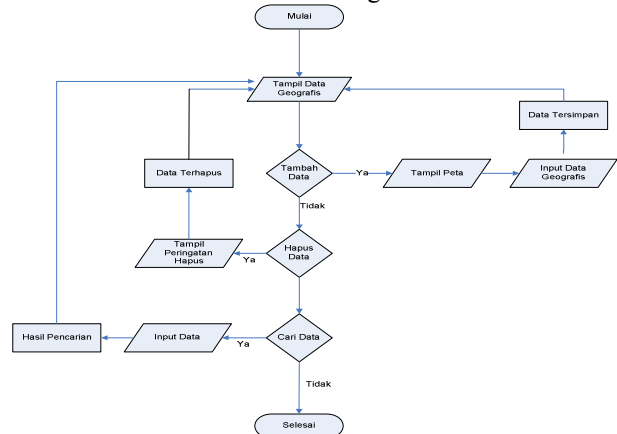 Mulai
Tampil Data
Geografis
Data Tersimpan
Data Terhapus
Tambah
Data
Ya
Tampil Peta
Input Data
Geografis
Tidak
Tampil
Peringatan
Hapus
Ya
Hapus
Data
Hasil Pencarian
Input Data
Ya
Cari Data
Tidak
Selesai